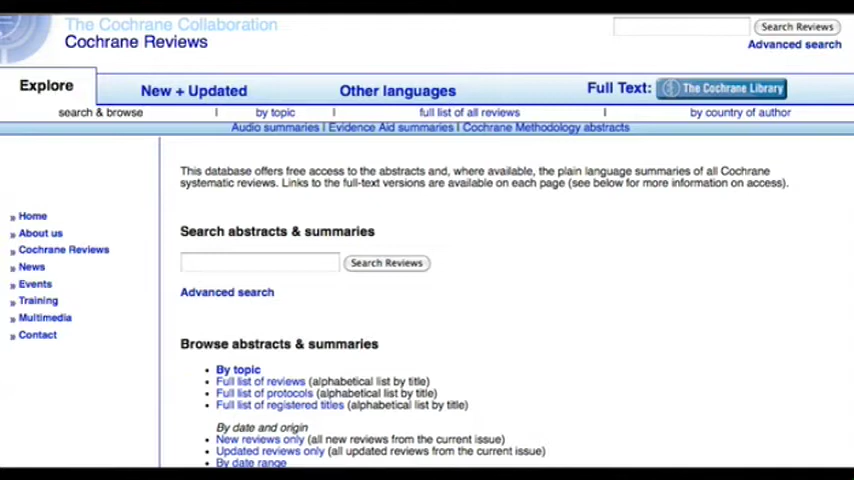 The Cochrane Collaboration
Cochrane Reviews
Search Reviews
Advanced search
Explore
New + Updated
Other languages
Full Text: The Cochrane Library
search & browse | by topic | full list of all reviews | by country of author
Audio summaries | Evidence Aid summaries | Cochrane Methodology abstracts
This database offers free access to the abstracts and, where available, the plain language summaries of all Cochrane
systematic reviews. Links to the full-text versions are available on each page (see below for more information on access).
» Home
» About us
» Cochrane Reviews
» News
» Events
» Training
» Multimedia
» Contact
Search abstracts & summaries
Search Reviews
Advanced search
Browse abstracts & summaries
• By topic
• Full list of reviews (alphabetical list by title)
• Full list of protocols (alphabetical list by title)
• Full list of registered titles (alphabetical list by title)
By date and origin
• New reviews only (all new reviews from the current issue)
• Updated reviews only (all updated reviews from the current issue)
• By date range